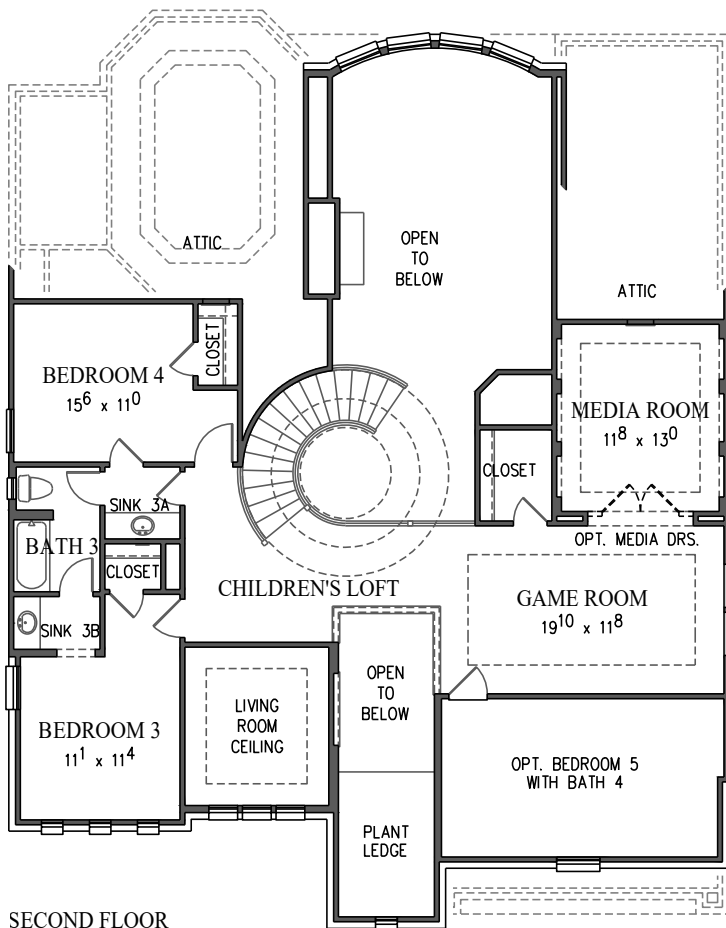 ATTIC
OPEN
TO
BELOW
ATTIC
CLOSET
BEDROOM 4
15⁶ x 11⁰
MEDIA ROOM
11⁸ x 13⁰
CLOSET
SINK 3A
OPT. MEDIA DRS.
BATH 3
CLOSET
CHILDREN'S LOFT
GAME ROOM
19¹⁰ x 11⁸
SINK 3B
OPEN
TO
BELOW
LIVING
ROOM
CEILING
BEDROOM 3
11¹ x 11⁴
OPT. BEDROOM 5
WITH BATH 4
PLANT
LEDGE
SECOND FLOOR